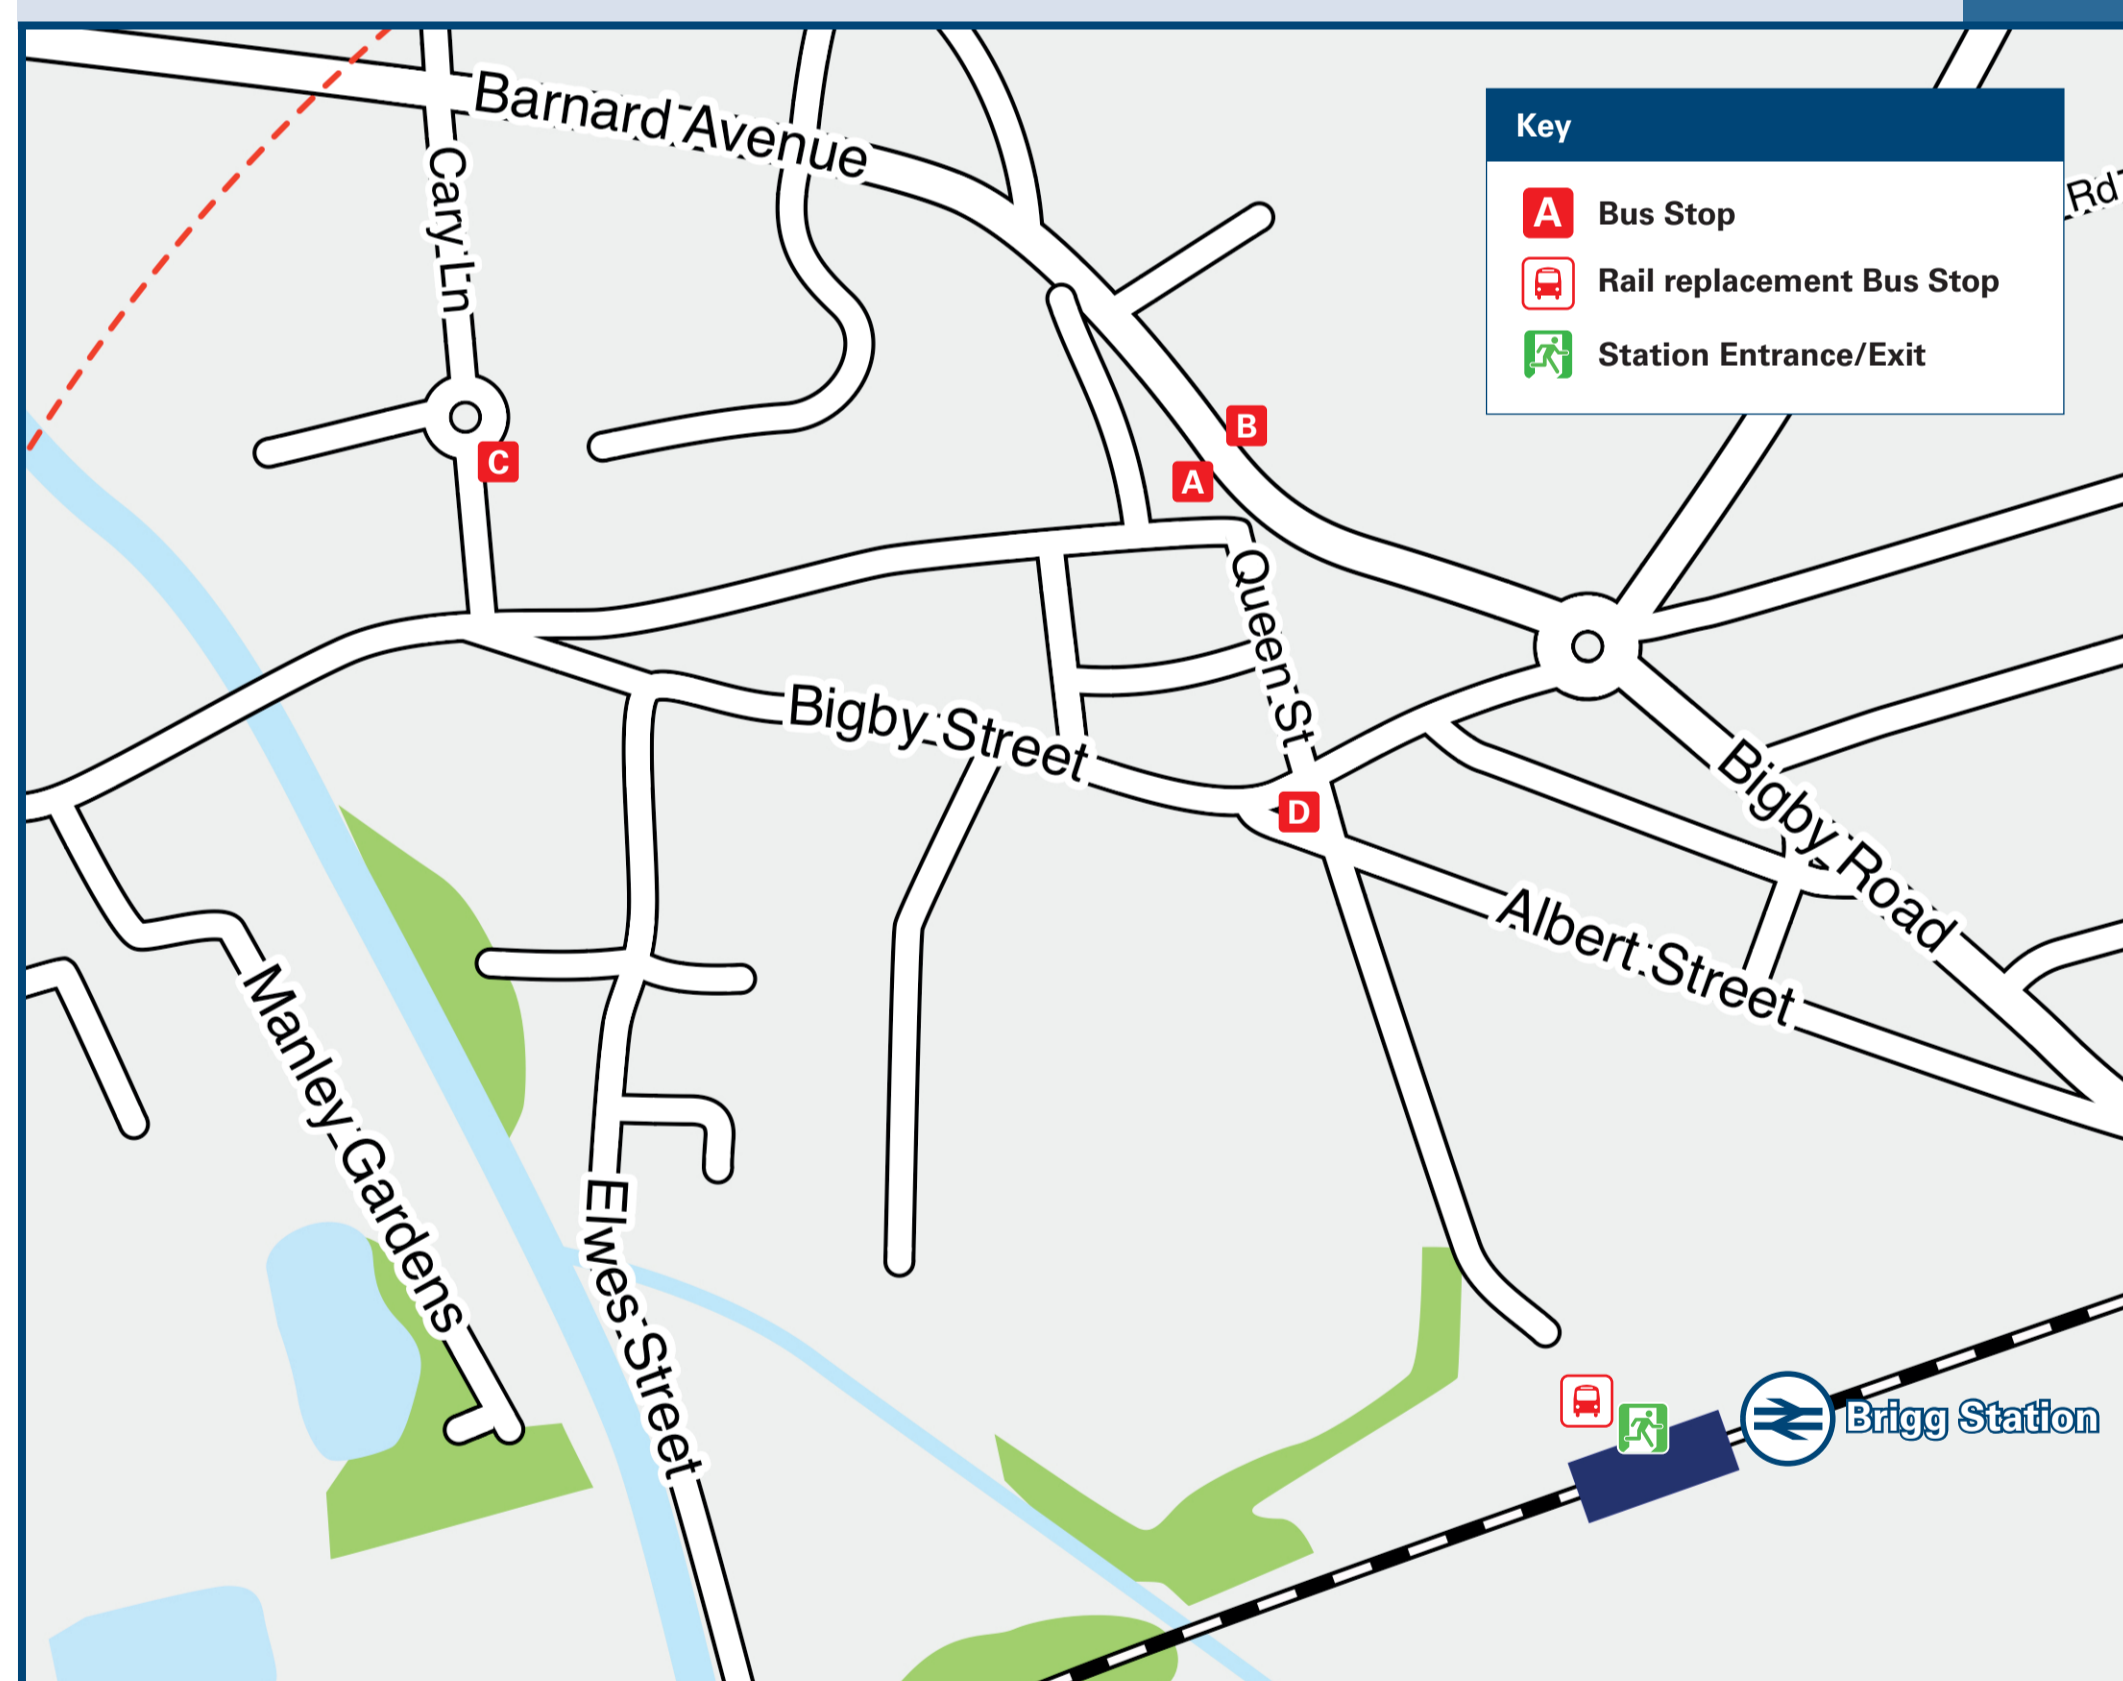 Barnard Avenue
Cary Ln
Key
A Bus Stop
Rail replacement Bus Stop
Station Entrance/Exit
Rd
B
A
C
Queen St
Bigby Street
D
Bigby Road
Albert Street
Manley Gardens
Elwes Street
Brigg Station